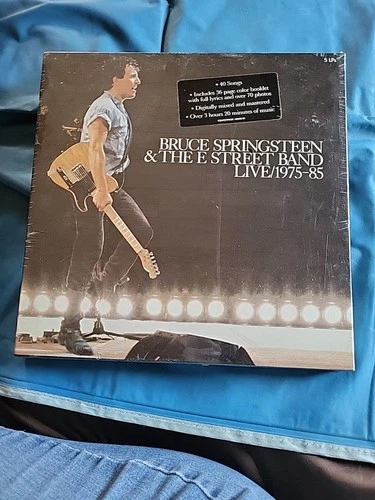 5 LPs
• 40 Songs
• Includes 36 page color booklet
with full lyrics and over 70 photos
• Digitally mixed and mastered
• Over 3 hours 20 minutes of music
BRUCE SPRINGSTEEN
& THE E STREET BAND
LIVE/1975-85